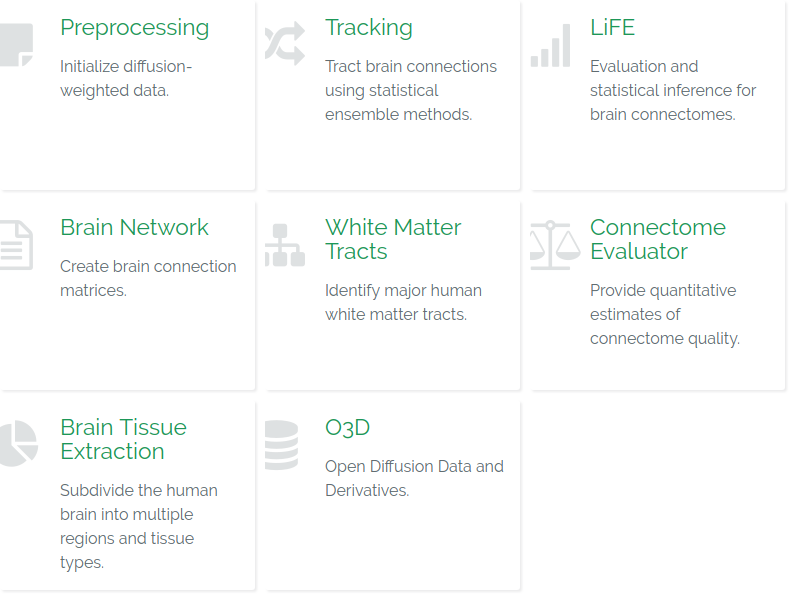 Preprocessing
Initialize diffusion-
weighted data.
Tracking
Tract brain connections
using statistical
ensemble methods.
LiFE
Evaluation and
statistical inference for
brain connectomes.
Brain Network
Create brain connection
matrices.
White Matter
Tracts
Identify major human
white matter tracts.
Connectome
Evaluator
Provide quantitative
estimates of
connectome quality.
Brain Tissue
Extraction
Subdivide the human
brain into multiple
regions and tissue
types.
O3D
Open Diffusion Data and
Derivatives.